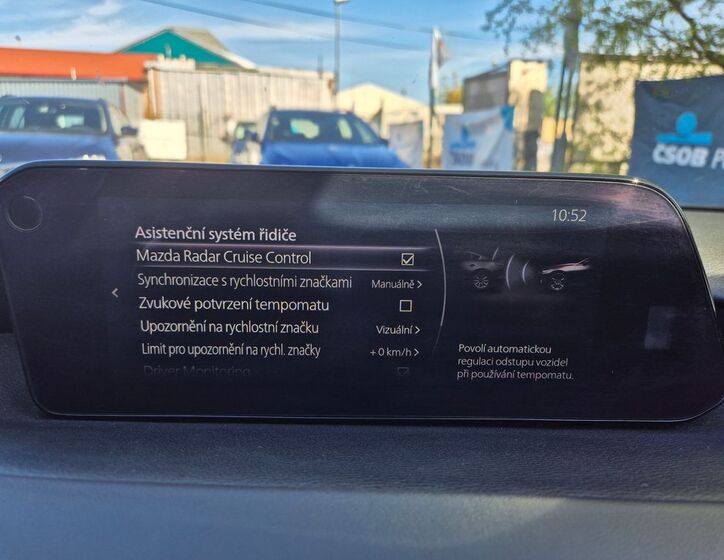 ČSOB P
10:52
Asistenční systém řidiče
Mazda Radar Cruise Control
Synchronizace s rychlostními značkami Manuálně
Zvukové potvrzení tempomatu
Upozornění na rychlostní značku Vizuální
Limit pro upozornění na rychl. značky +0 km/h
Driver Monitoring
Povolí automatickou
regulaci odstupu vozidel
při používání tempomatu.